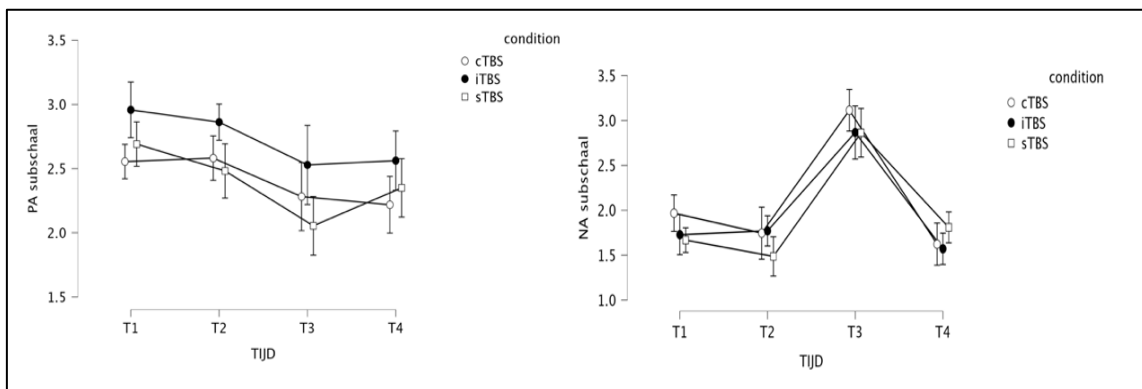 condition
cTBS
iTBS
sTBS
PA subschaal
3.5
3.0
2.5
2.0
1.5
T1
T2
T3
T4
TIJD
condition
cTBS
iTBS
sTBS
NA subschaal
3.5
3.0
2.5
2.0
1.5
1.0
T1
T2
T3
T4
TIJD